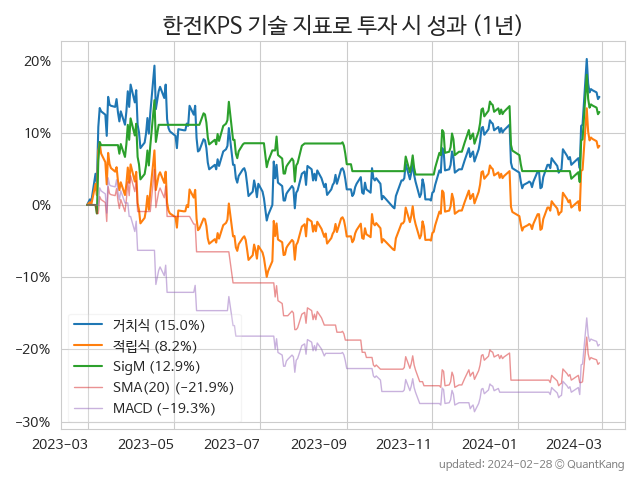 한전KPS 기술 지표로 투자 시 성과 (1년)
20%
10%
0%
−10%
−20%
−30%
거치식 (15.0%)
적립식 (8.2%)
SigM (12.9%)
SMA(20) (−21.9%)
MACD (−19.3%)
2023-03 2023-05 2023-07 2023-09 2023-11 2024-01 2024-03
updated: 2024-02-28 ⓒ QuantKang